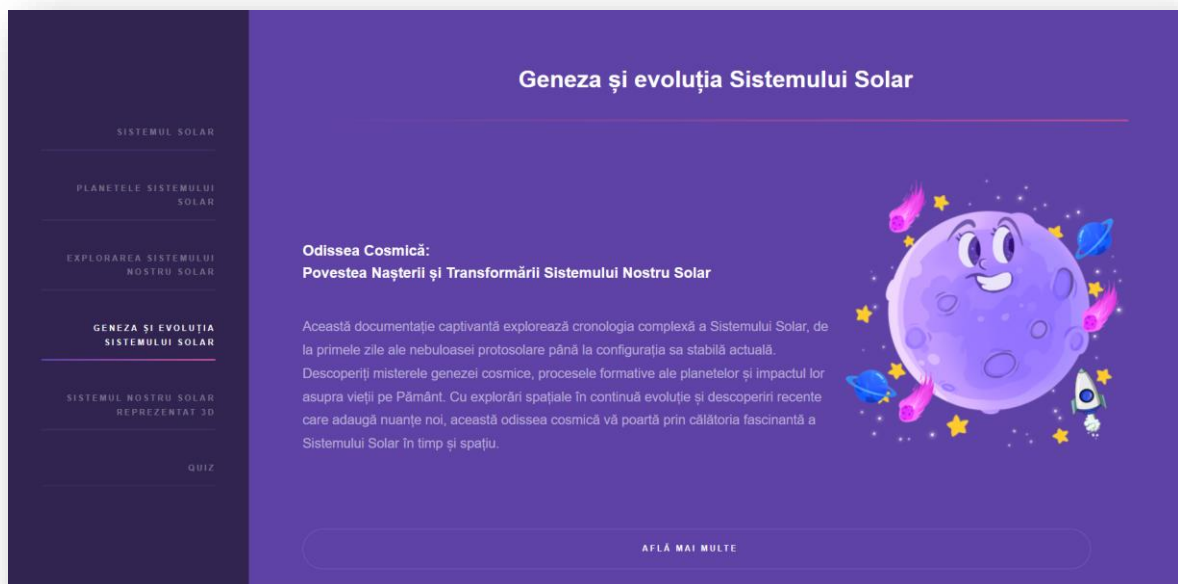 SISTEMUL SOLAR
PLANETELE SISTEMULUI
SOLAR
EXPLORAREA SISTEMULUI
NOSTRU SOLAR
GENEZA ȘI EVOLUȚIA
SISTEMULUI SOLAR
SISTEMUL NOSTRU SOLAR
REPREZENTAT 3D
QUIZ
Geneza și evoluția Sistemului Solar
Odissea Cosmică:
Povestea Nașterii și Transformării Sistemului Nostru Solar
Această documentație captivantă explorează cronologia complexă a Sistemului Solar, de
la primele zile ale nebuloasei protosolare până la configurația sa stabilă actuală.
Descoperiți misterele genezei cosmice, procesele formative ale planetelor și impactul lor
asupra vieții pe Pământ. Cu explorări spațiale în continuă evoluție și descoperiri recente
care adaugă nuanțe noi, această odissea cosmică vă poartă prin călătoria fascinantă a
Sistemului Solar în timp și spațiu.
AFLĂ MAI MULTE